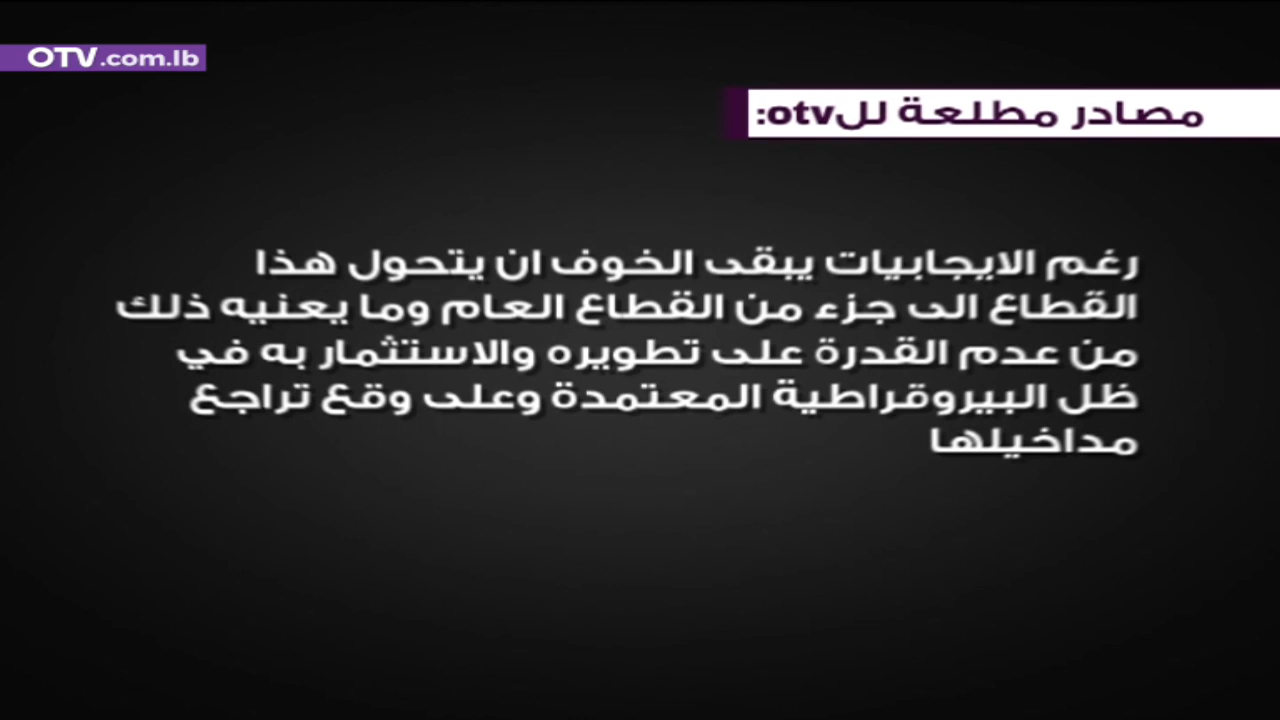 OTV.com.lb
مصادر مطلعة للotv:
رغم الايجابيات يبقى الخوف ان يتحول هذا
القطاع الى جزء من القطاع العام وما يعنيه ذلك
من عدم القدرة على تطويره والاستثمار به في
ظل البيروقراطية المعتمدة وعلى وقع تراجع
مداخيلها